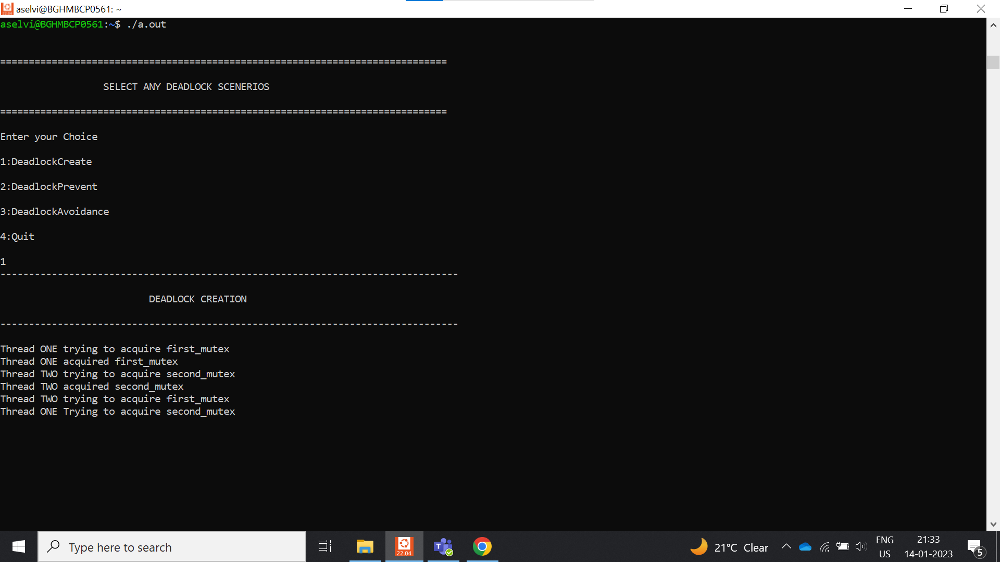 aselvi@BGHMBCP0561: ~
aselvi@BGHMBCP0561:~$ ./a.out
==============================================================================
SELECT ANY DEADLOCK SCENERIOS
==============================================================================
Enter your Choice
1:DeadlockCreate
2:DeadlockPrevent
3:DeadlockAvoidance
4:Quit
1
--------------------------------------------------------------------------------
DEADLOCK CREATION
--------------------------------------------------------------------------------
Thread ONE trying to acquire first_mutex
Thread ONE acquired first_mutex
Thread TWO trying to acquire second_mutex
Thread TWO acquired second_mutex
Thread TWO trying to acquire first_mutex
Thread ONE Trying to acquire second_mutex
Type here to search
22.04
T
21°C Clear
ENG
US
21:33
14-01-2023
5